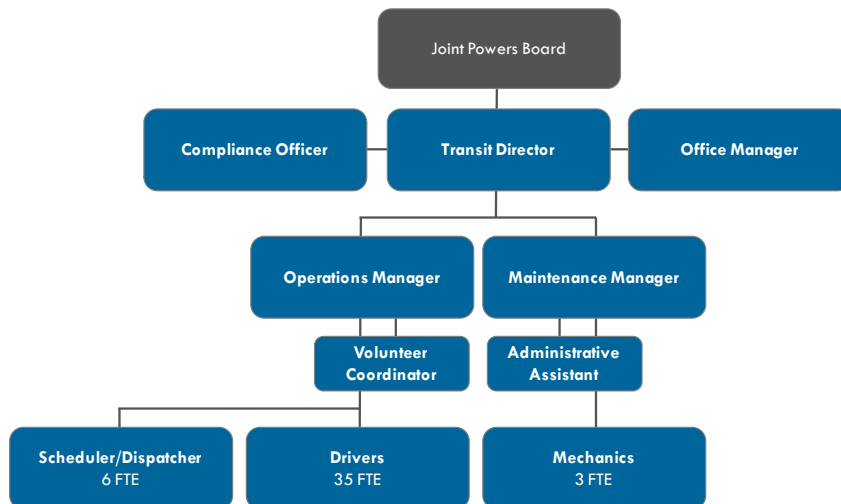 Joint Powers Board
Compliance Officer
Transit Director
Office Manager
Operations Manager
Maintenance Manager
Volunteer
Coordinator
Administrative
Assistant
Scheduler/Dispatcher
6 FTE
Drivers
35 FTE
Mechanics
3 FTE